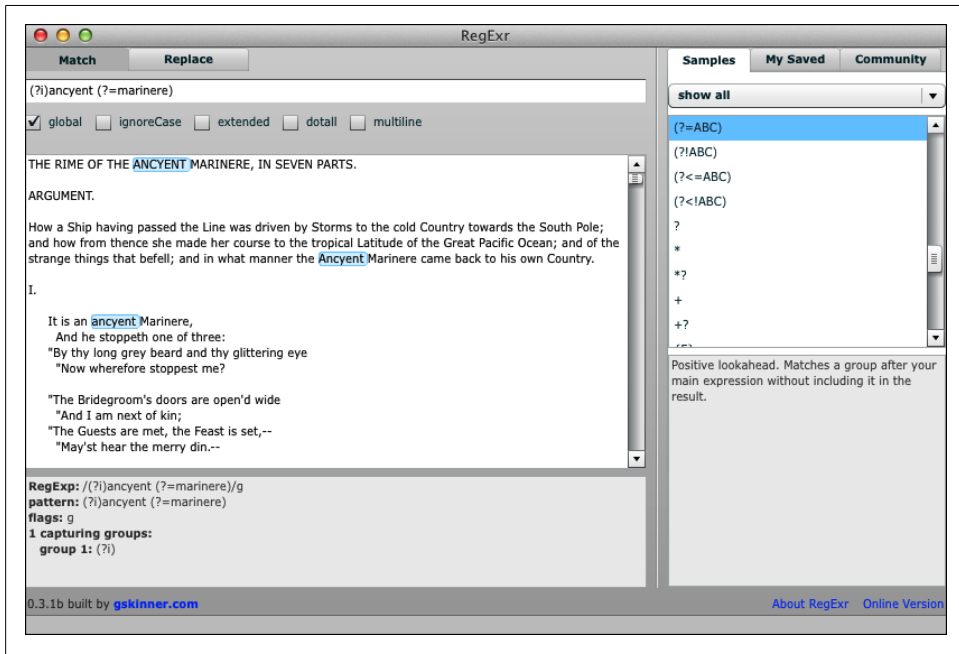 RegExr
Match
Replace
(?i)ancyent (?=marinere)
global
ignoreCase
extended
dotall
multiline
THE RIME OF THE ANCYENT MARINERE, IN SEVEN PARTS.
ARGUMENT.
How a Ship having passed the Line was driven by Storms to the cold Country towards the South Pole;
and how from thence she made her course to the tropical Latitude of the Great Pacific Ocean; and of the
strange things that befell; and in what manner the Ancyent Marinere came back to his own Country.
I.
It is an ancyent Marinere,
And he stoppeth one of three:
"By thy long grey beard and thy glittering eye
"Now wherefore stoppest me?
"The Bridegroom's doors are open'd wide
"And I am next of kin;
"The Guests are met, the Feast is set,--
"May'st hear the merry din.--
RegExp: /(?i)ancyent (?=marinere)/g
pattern: (?i)ancyent (?=marinere)
flags: g
1 capturing groups:
group 1: (?i)
Samples
My Saved
Community
show all
(?=ABC)
(?!ABC)
(?<=ABC)
(?<!ABC)
?
*
*?
+
+?
Positive lookahead. Matches a group after your
main expression without including it in the
result.
0.3.1b built by gskinner.com
About RegExr
Online Version